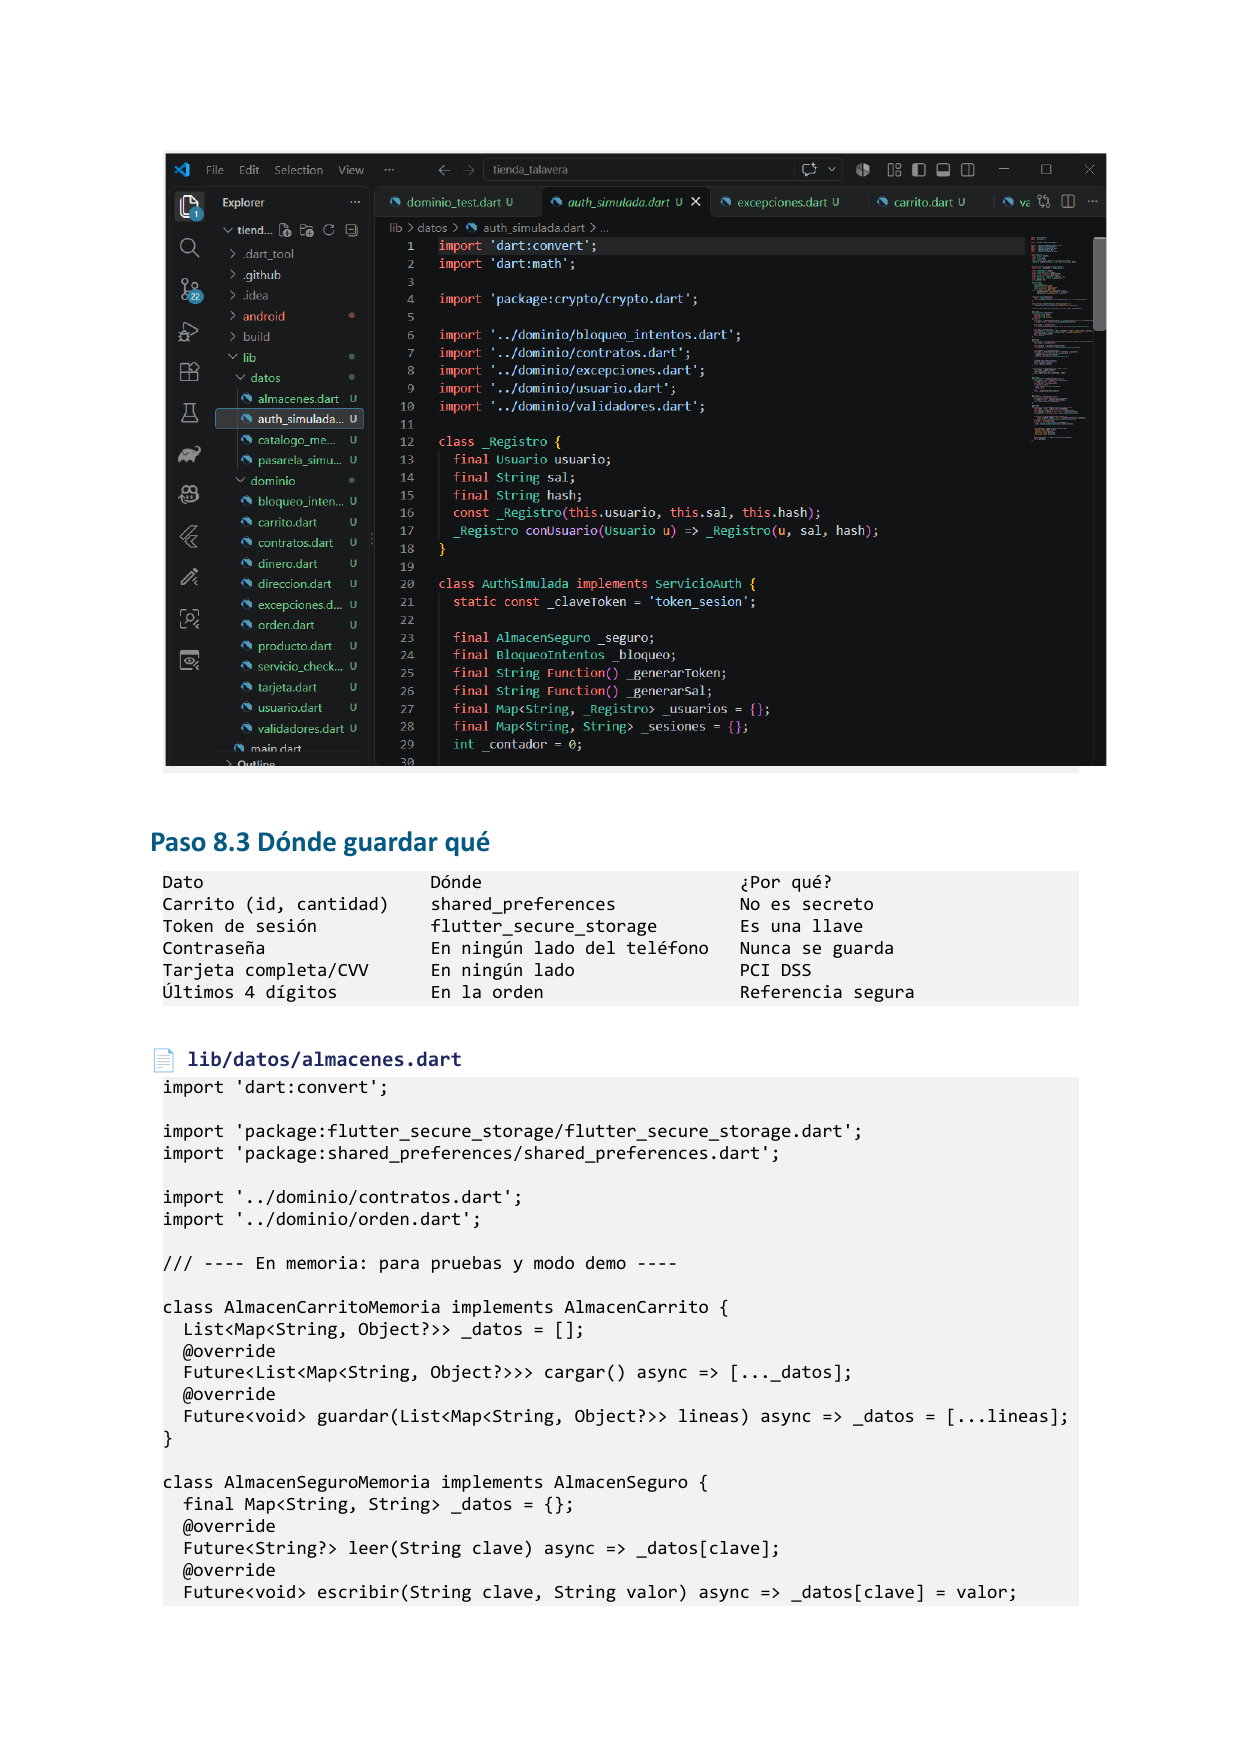 File Edit Selection View ··· tienda_talavera
Explorer ···
tiend...
.dart_tool
.github
.idea
android
build
lib
datos
almacenes.dart U
auth_simulada... U
catalogo_me... U
pasarela_simu... U
dominio
bloqueo_inten... U
carrito.dart U
contratos.dart U
dinero.dart U
direccion.dart U
excepciones.d... U
orden.dart U
producto.dart U
servicio_check... U
tarjeta.dart U
usuario.dart U
validadores.dart U
main.dart
Outline
1
22
dominio_test.dart U auth_simulada.dart U excepciones.dart U carrito.dart U va
lib > datos > auth_simulada.dart > ...
1 import 'dart:convert';
2 import 'dart:math';
3
4 import 'package:crypto/crypto.dart';
5
6 import '../dominio/bloqueo_intentos.dart';
7 import '../dominio/contratos.dart';
8 import '../dominio/excepciones.dart';
9 import '../dominio/usuario.dart';
10 import '../dominio/validadores.dart';
11
12 class _Registro {
13 final Usuario usuario;
14 final String sal;
15 final String hash;
16 const _Registro(this.usuario, this.sal, this.hash);
17 _Registro conUsuario(Usuario u) => _Registro(u, sal, hash);
18 }
19
20 class AuthSimulada implements ServicioAuth {
21 static const _claveToken = 'token_sesion';
22
23 final AlmacenSeguro _seguro;
24 final BloqueoIntentos _bloqueo;
25 final String Function() _generarToken;
26 final String Function() _generarSal;
27 final Map<String, _Registro> _usuarios = {};
28 final Map<String, String> _sesiones = {};
29 int _contador = 0;
30
Paso 8.3 Dónde guardar qué
Dato Dónde ¿Por qué?
Carrito (id, cantidad) shared_preferences No es secreto
Token de sesión flutter_secure_storage Es una llave
Contraseña En ningún lado del teléfono Nunca se guarda
Tarjeta completa/CVV En ningún lado PCI DSS
Últimos 4 dígitos En la orden Referencia segura
lib/datos/almacenes.dart
import 'dart:convert';
import 'package:flutter_secure_storage/flutter_secure_storage.dart';
import 'package:shared_preferences/shared_preferences.dart';
import '../dominio/contratos.dart';
import '../dominio/orden.dart';
/// ---- En memoria: para pruebas y modo demo ----
class AlmacenCarritoMemoria implements AlmacenCarrito {
List<Map<String, Object?>> _datos = [];
@override
Future<List<Map<String, Object?>>> cargar() async => [..._datos];
@override
Future<void> guardar(List<Map<String, Object?>> lineas) async => _datos = [...lineas];
}
class AlmacenSeguroMemoria implements AlmacenSeguro {
final Map<String, String> _datos = {};
@override
Future<String?> leer(String clave) async => _datos[clave];
@override
Future<void> escribir(String clave, String valor) async => _datos[clave] = valor;